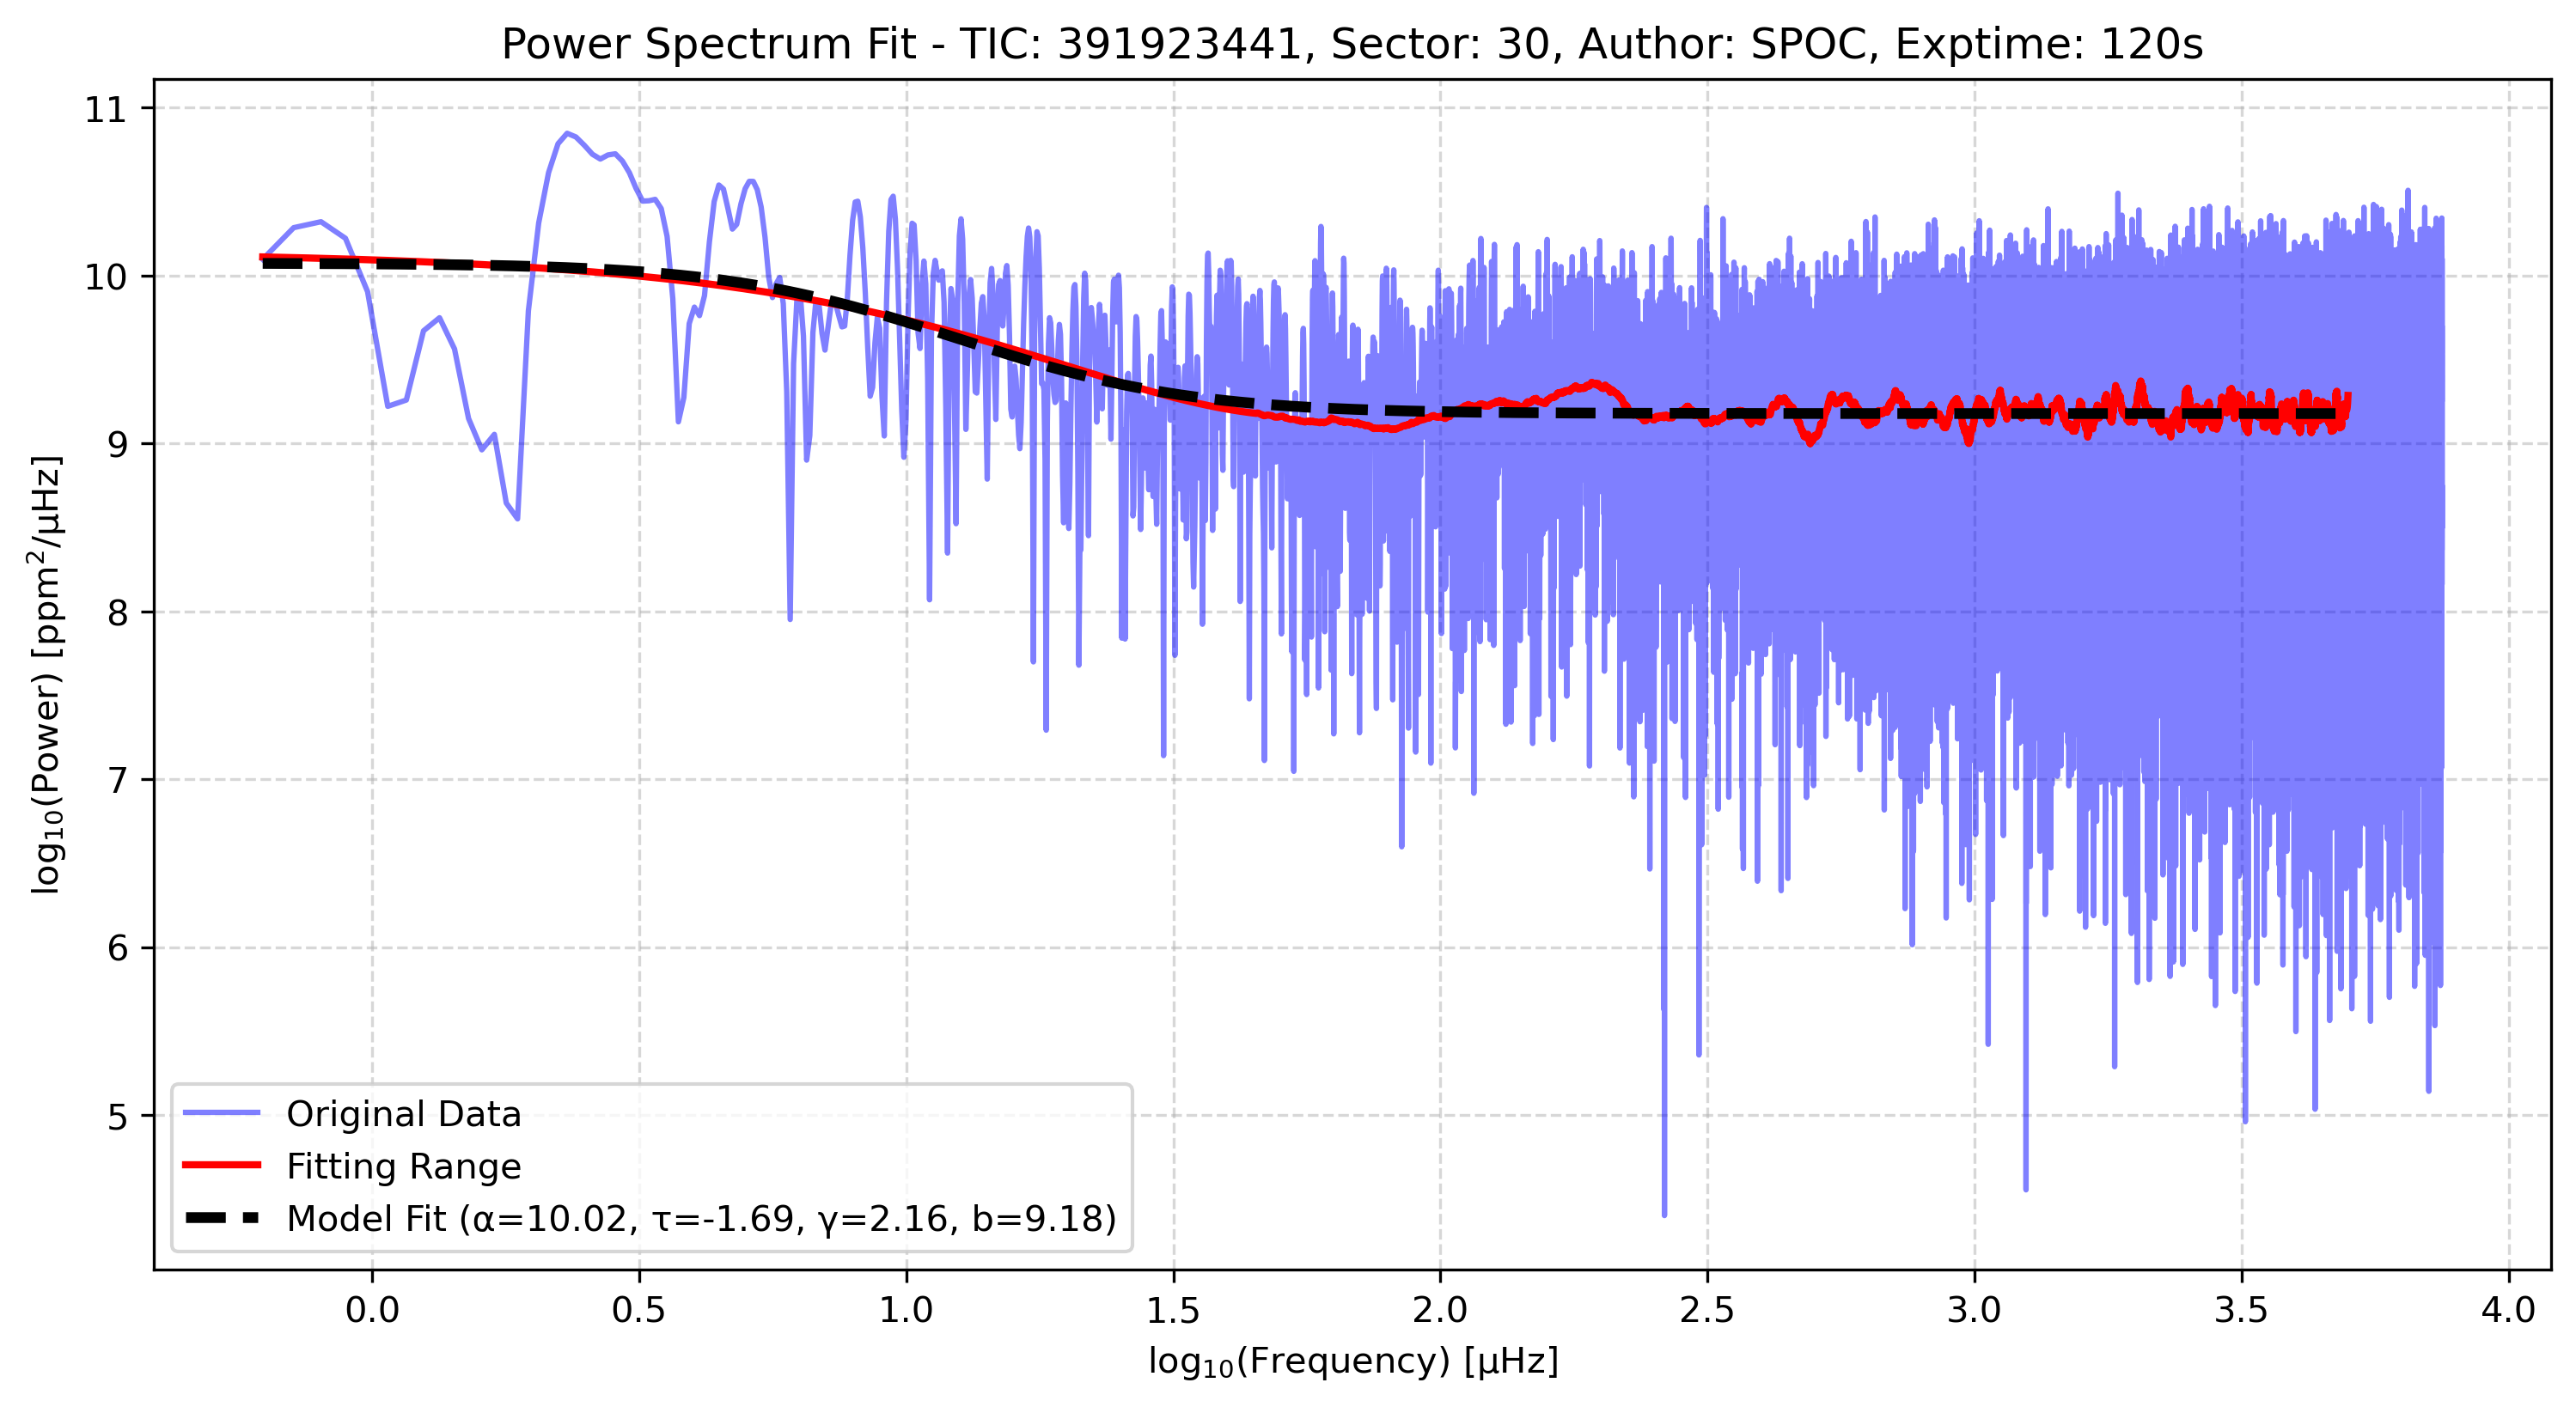 Power Spectrum Fit - TIC: 391923441, Sector: 30, Author: SPOC, Exptime: 120s
log₁₀(Power) [ppm²/μHz]
11
10
9
8
7
6
5
Original Data
Fitting Range
Model Fit (α=10.02, τ=-1.69, γ=2.16, b=9.18)
0.0 0.5 1.0 1.5 2.0 2.5 3.0 3.5 4.0
log₁₀(Frequency) [μHz]